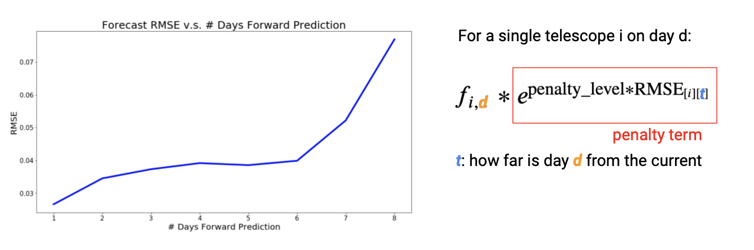 Forecast RMSE v.s. # Days Forward Prediction
RMSE
0.07
0.06
0.05
0.04
0.03
1 2 3 4 5 6 7 8
# Days Forward Prediction
For a single telescope i on day d:
f_{i,d} * e^{penalty_level*RMSE_{[i][t]}}
penalty term
t: how far is day d from the current